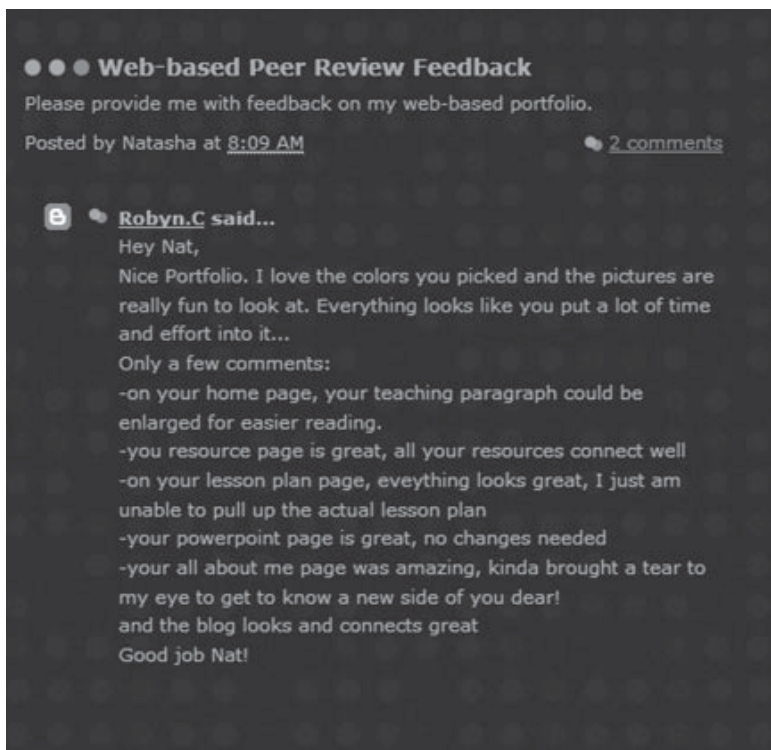 Web-based Peer Review Feedback
Please provide me with feedback on my web-based portfolio.
Posted by Natasha at 8:09 AM
2 comments
Robyn.C said...
Hey Nat,
Nice Portfolio. I love the colors you picked and the pictures are
really fun to look at. Everything looks like you put a lot of time
and effort into it...
Only a few comments:
-on your home page, your teaching paragraph could be
enlarged for easier reading.
-you resource page is great, all your resources connect well
-on your lesson plan page, eveything looks great, I just am
unable to pull up the actual lesson plan
-your powerpoint page is great, no changes needed
-your all about me page was amazing, kinda brought a tear to
my eye to get to know a new side of you dear!
and the blog looks and connects great
Good job Nat!